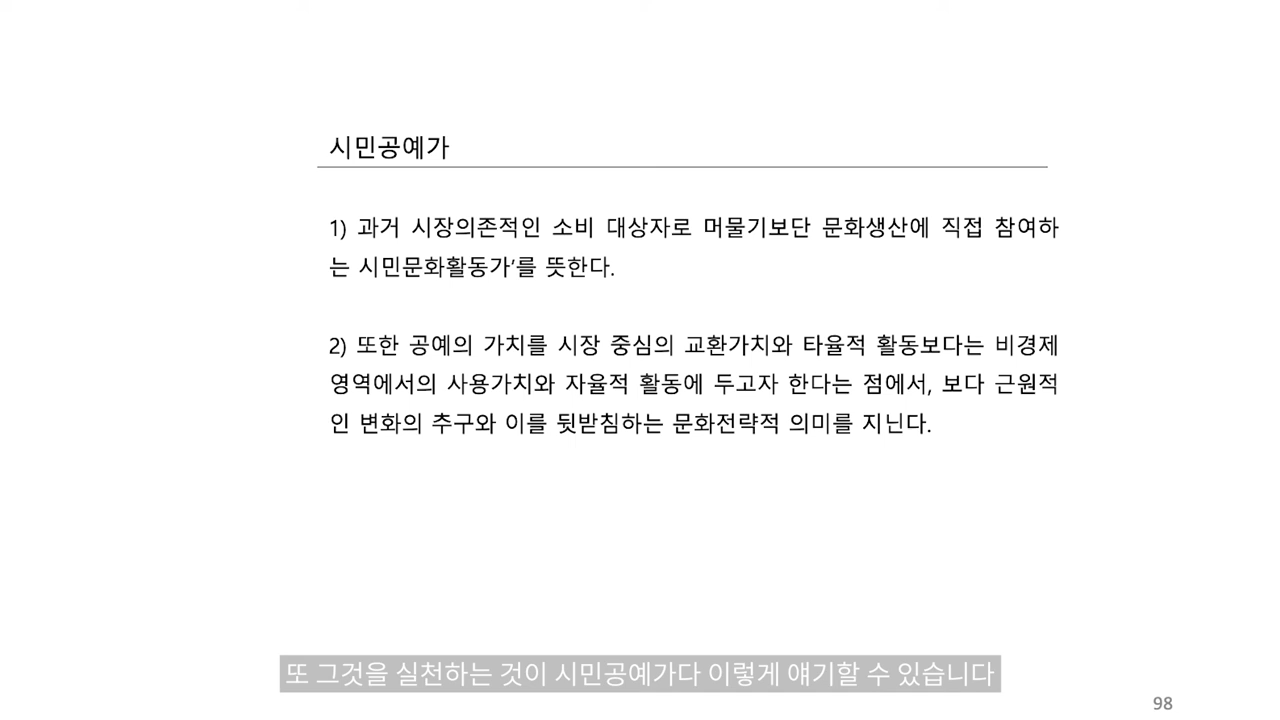 시민공예가
1) 과거 시장의존적인 소비 대상자로 머물기보단 문화생산에 직접 참여하
는 시민문화활동가’를 뜻한다.
2) 또한 공예의 가치를 시장 중심의 교환가치와 타율적 활동보다는 비경제
영역에서의 사용가치와 자율적 활동에 두고자 한다는 점에서, 보다 근원적
인 변화의 추구와 이를 뒷받침하는 문화전략적 의미를 지닌다.
또 그것을 실천하는 것이 시민공예가다 이렇게 얘기할 수 있습니다
98